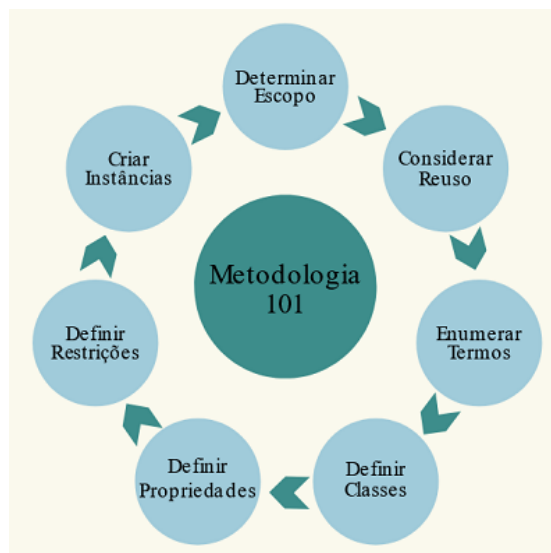 Determinar
Escopo
Considerar
Reuso
Enumerar
Termos
Definir
Classes
Definir
Propriedades
Definir
Restrições
Criar
Instâncias
Metodologia
101